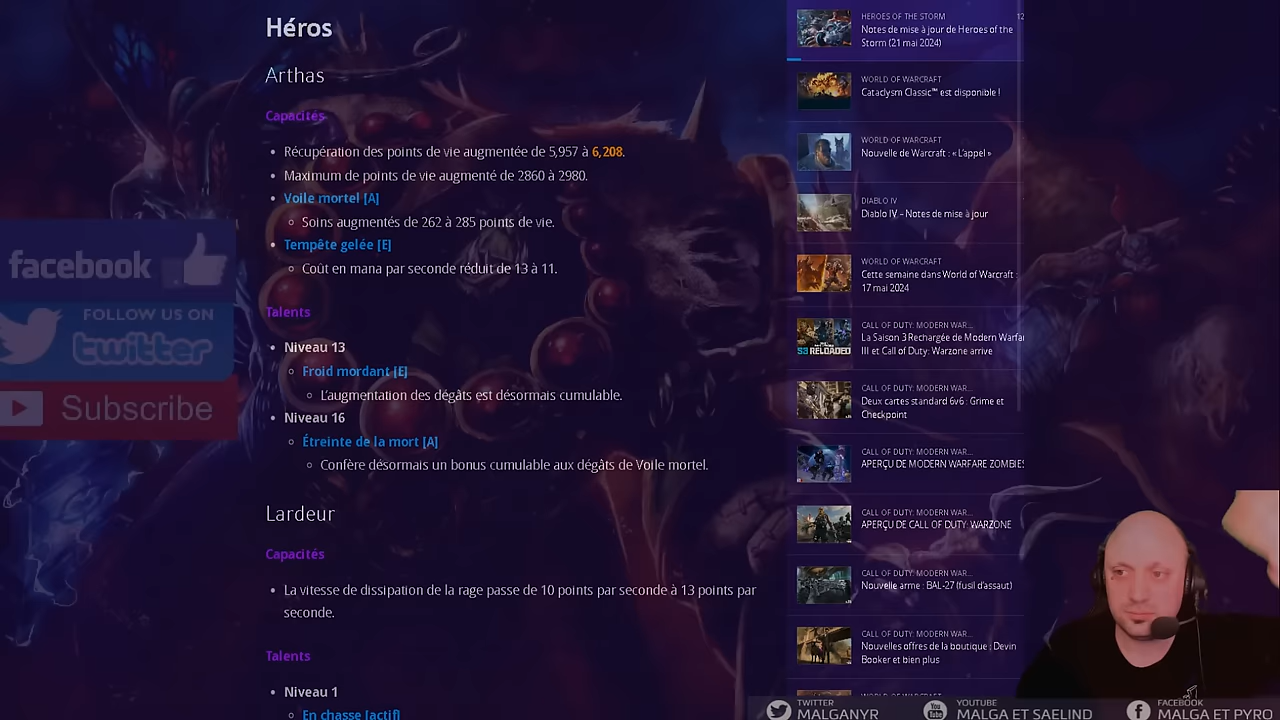 Héros
Arthas
Capacités
Récupération des points de vie augmentée de 5,957 à 6,208.
Maximum de points de vie augmenté de 2860 à 2980.
Voile mortel [A]
Soins augmentés de 262 à 285 points de vie.
Tempête gelée [E]
Coût en mana par seconde réduit de 13 à 11.
Talents
Niveau 13
Froid mordant [E]
L'augmentation des dégâts est désormais cumulable.
Niveau 16
Étreinte de la mort [A]
Confère désormais un bonus cumulable aux dégâts de Voile mortel.
Lardeur
Capacités
La vitesse de dissipation de la rage passe de 10 points par seconde à 13 points par
seconde.
Talents
Niveau 1
En chasse [actif]
HEROES OF THE STORM
12
Notes de mise à jour de Heroes of the
Storm (21 mai 2024)
WORLD OF WARCRAFT
Cataclysm Classic™ est disponible !
WORLD OF WARCRAFT
Nouvelle de Warcraft : « L'appel »
DIABLO IV
Diablo IV – Notes de mise à jour
WORLD OF WARCRAFT
Cette semaine dans World of Warcraft :
17 mai 2024
CALL OF DUTY: MODERN WAR...
La Saison 3 Rechargée de Modern Warfar
III et Call of Duty: Warzone arrive
S3 RELOADED
CALL OF DUTY: MODERN WAR...
Deux cartes standard 6v6 : Grime et
Checkpoint
CALL OF DUTY: MODERN WAR...
APERÇU DE MODERN WARFARE ZOMBIES
CALL OF DUTY: MODERN WAR...
APERÇU DE CALL OF DUTY: WARZONE
CALL OF DUTY: MODERN WAR...
Nouvelle arme : BAL-27 (fusil d'assaut)
CALL OF DUTY: MODERN WAR...
Nouvelles offres de la boutique : Devin
Booker et bien plus
WORLD OF WARCRAFT
facebook
FOLLOW US ON
twitter
Subscribe
TWITTER
MALGANYR
YOUTUBE
MALGA ET SAELIND
FACEBOOK
MALGA ET PYRO